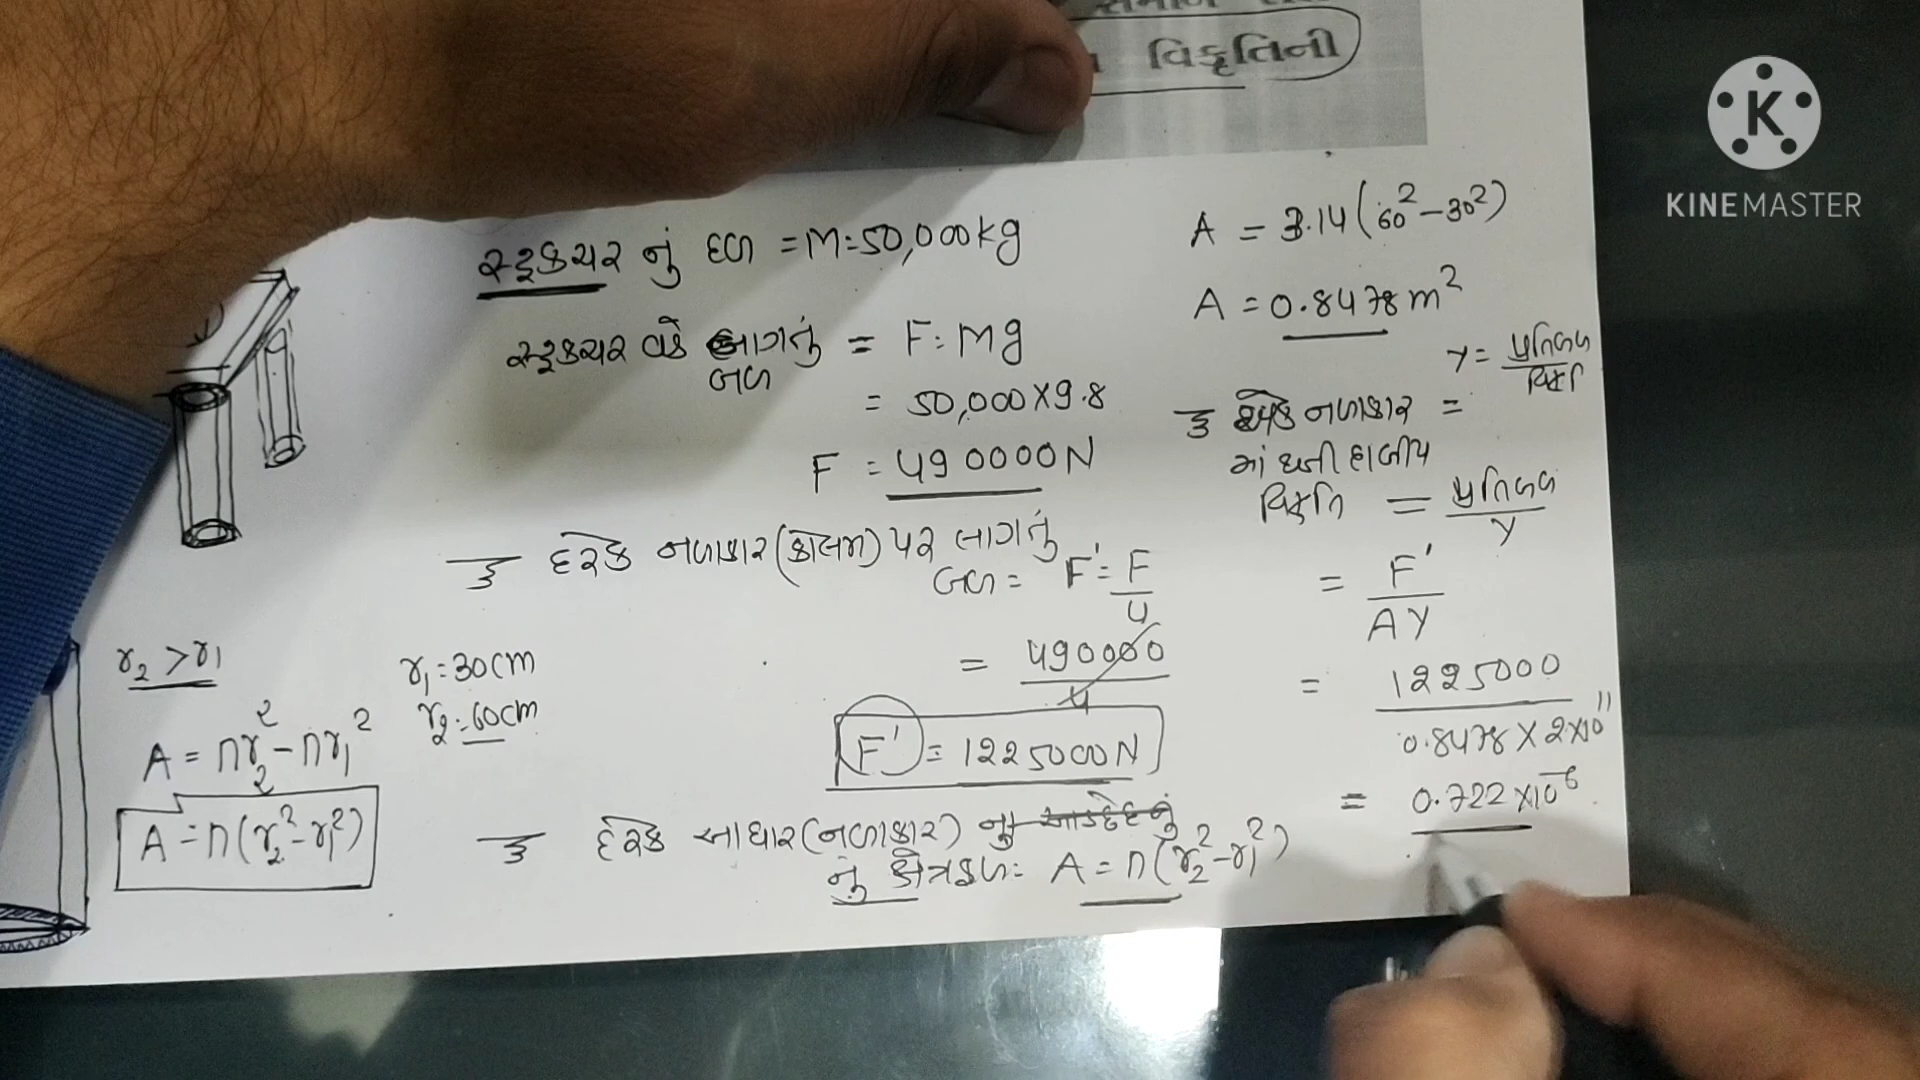 વિકૃતિની
સ્ટ્રક્ચર નું દળ = M = 50,000 kg
સ્ટ્રક્ચર વડે લાગતું બળ = F = Mg
= 50,000 × 9.8
F = 490000 N
દરેક નળાકાર (કોલમ) પર લાગતું
બળ = F' = F/4
= 490000/4
F' = 1225000 N
દરેક આધાર (નળાકાર)
નું ક્ષેત્રફળ = A = π(r₂² - r₁²)
r₂ > r₁
r₁ = 30 cm
r₂ = 60 cm
A = πr₂² - πr₁²
A = π(r₂² - r₁²)
A = 3.14 (60² - 30²)
A = 0.8478 m²
Y = પ્રતિબળ/વિકૃતિ
એક નળાકાર =
માં થતી દાબીય
વિકૃતિ = પ્રતિબળ/Y
= F'/AY
= 1225000/0.8478 × 2 × 10¹¹
= 0.722 × 10⁻⁶
K
KINEMASTER